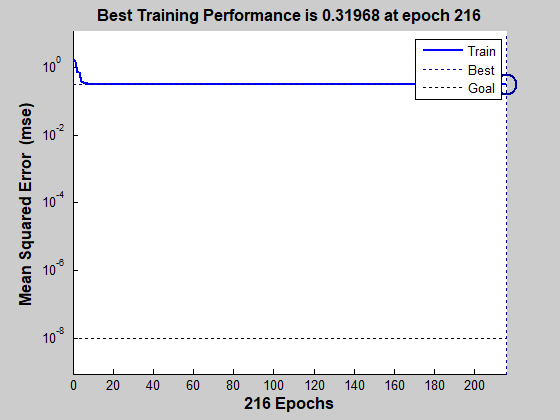 Best Training Performance is 0.31968 at epoch 216
Train
Best
Goal
Mean Squared Error (mse)
10^0
10^-2
10^-4
10^-6
10^-8
0 20 40 60 80 100 120 140 160 180 200
216 Epochs